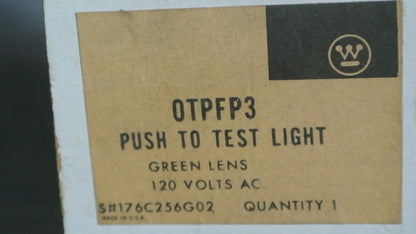 W
OTPFP3
PUSH TO TEST LIGHT
GREEN LENS
120 VOLTS AC.
S#176C256G02 QUANTITY 1
MADE IN U.S.A.